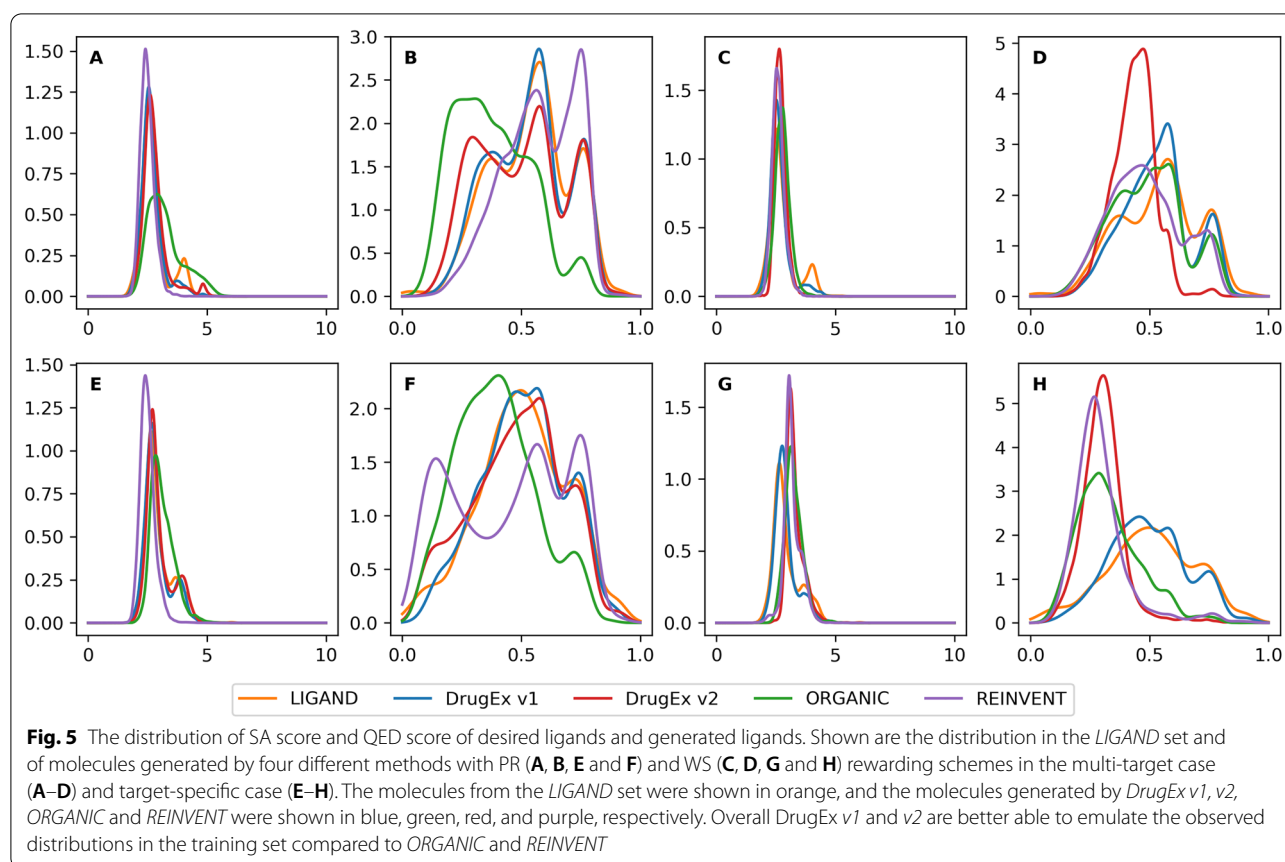 A B C D
1.50 3.0 5
1.25 2.5 1.5 4
1.00 2.0 3
0.75 1.5 1.0
0.50 1.0 0.5 2
0.25 0.5 1
0.00 0.0 0.0 0
0 5 10 0.0 0.5 1.0 0 5 10 0.0 0.5 1.0
E F G H
1.50
1.25 2.0 1.5 5
1.00 1.5 4
0.75 1.0 1.0 3
0.50 2
0.25 0.5 0.5 1
0.00 0.0 0.0 0
0 5 10 0.0 0.5 1.0 0 5 10 0.0 0.5 1.0
LIGAND DrugEx v1 DrugEx v2 ORGANIC REINVENT
Fig. 5 The distribution of SA score and QED score of desired ligands and generated ligands. Shown are the distribution in the LIGAND set and
of molecules generated by four different methods with PR (A, B, E and F) and WS (C, D, G and H) rewarding schemes in the multi-target case
(A–D) and target-specific case (E–H). The molecules from the LIGAND set were shown in orange, and the molecules generated by DrugEx v1, v2,
ORGANIC and REINVENT were shown in blue, green, red, and purple, respectively. Overall DrugEx v1 and v2 are better able to emulate the observed
distributions in the training set compared to ORGANIC and REINVENT